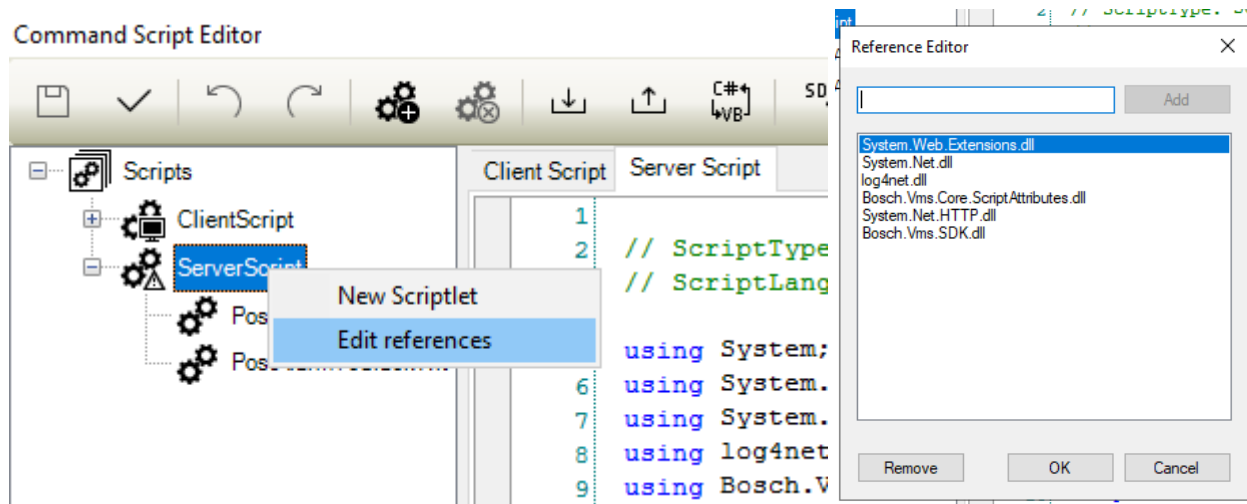 Command Script Editor
C#
VB
SD
Scripts
ClientScript
ServerScript
New Scriptlet
Edit references
Pos
Pos
Client Script
Server Script
1
2
// ScriptType
// ScriptLang
using System;
6
using System.
7
using System.
8
using log4net
9
using Bosch.V
2
// ScriptType: S
Reference Editor
Add
System.Web.Extensions.dll
System.Net.dll
log4net.dll
Bosch.Vms.Core.ScriptAttributes.dll
System.Net.HTTP.dll
Bosch.Vms.SDK.dll
Remove
OK
Cancel